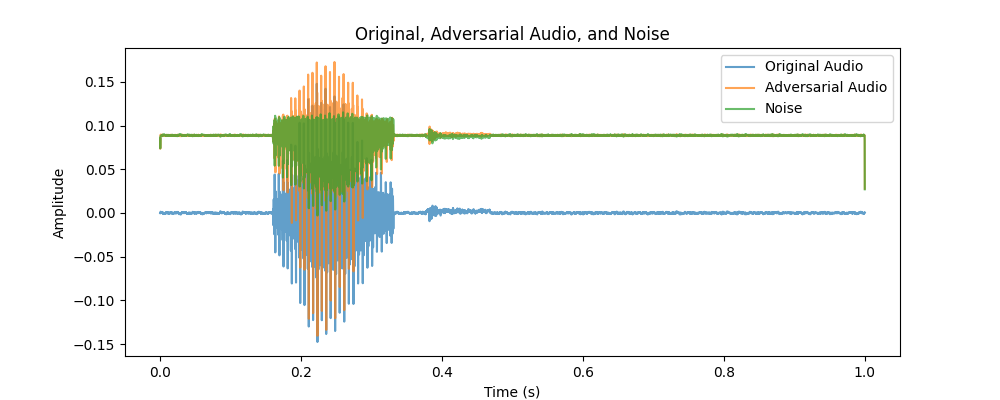 Original, Adversarial Audio, and Noise
Original Audio
Adversarial Audio
Noise
Amplitude
0.15
0.10
0.05
0.00
−0.05
−0.10
−0.15
0.0 0.2 0.4 0.6 0.8 1.0
Time (s)